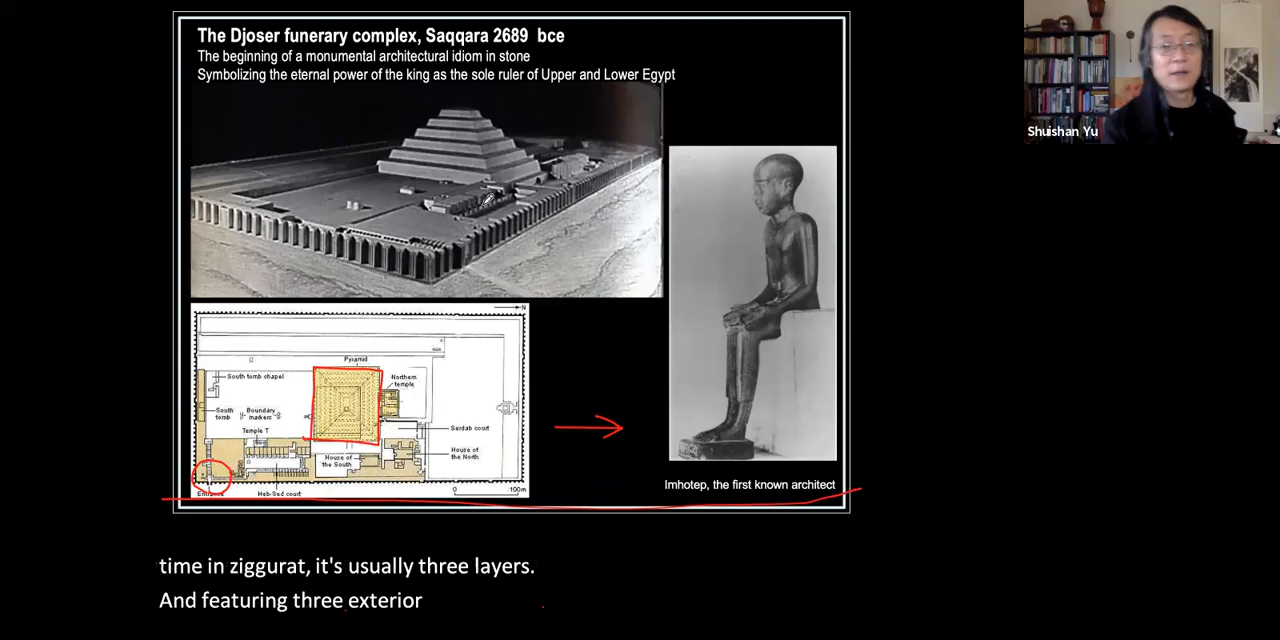 The Djoser funerary complex, Saqqara 2689 bce
The beginning of a monumental architectural idiom in stone
Symbolizing the eternal power of the king as the sole ruler of Upper and Lower Egypt
Shuishan Yu
N
Pyramid
South tomb chapel
Northern
temple
South
tomb
Boundary
markers
Temple T
Serdab court
House of
the South
House of
the North
Entrance
Heb-Sed court
0 100m
Imhotep, the first known architect
time in ziggurat, it's usually three layers.
And featuring three exterior